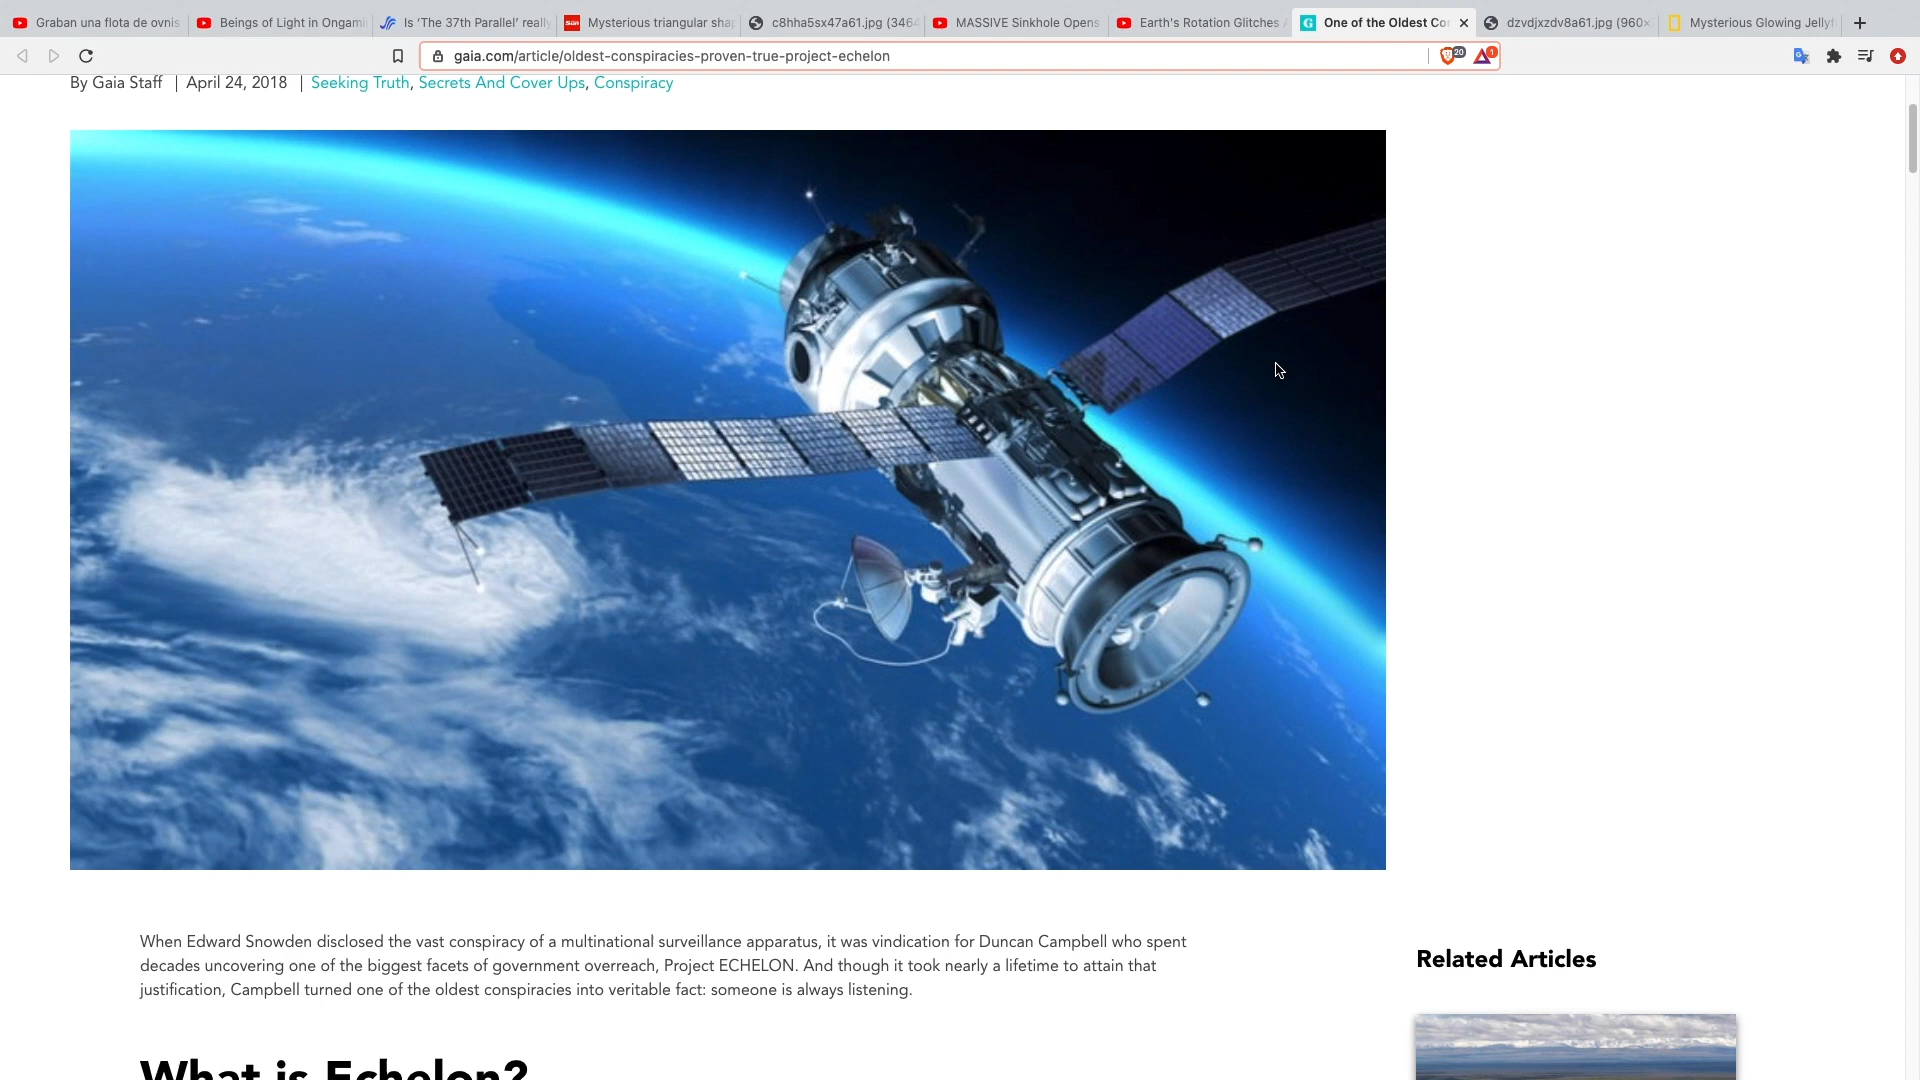 Graban una flota de ovnis
Beings of Light in Ongami
Is ‘The 37th Parallel’ really
Mysterious triangular shap
c8hha5sx47a61.jpg (3464
MASSIVE Sinkhole Opens
Earth's Rotation Glitches
One of the Oldest Co
dzvdjxzdv8a61.jpg (960×
Mysterious Glowing Jellyf
gaia.com/article/oldest-conspiracies-proven-true-project-echelon
20
1
By Gaia Staff | April 24, 2018 | Seeking Truth, Secrets And Cover Ups, Conspiracy
When Edward Snowden disclosed the vast conspiracy of a multinational surveillance apparatus, it was vindication for Duncan Campbell who spent
decades uncovering one of the biggest facets of government overreach, Project ECHELON. And though it took nearly a lifetime to attain that
justification, Campbell turned one of the oldest conspiracies into veritable fact: someone is always listening.
Related Articles
What is Echelon?